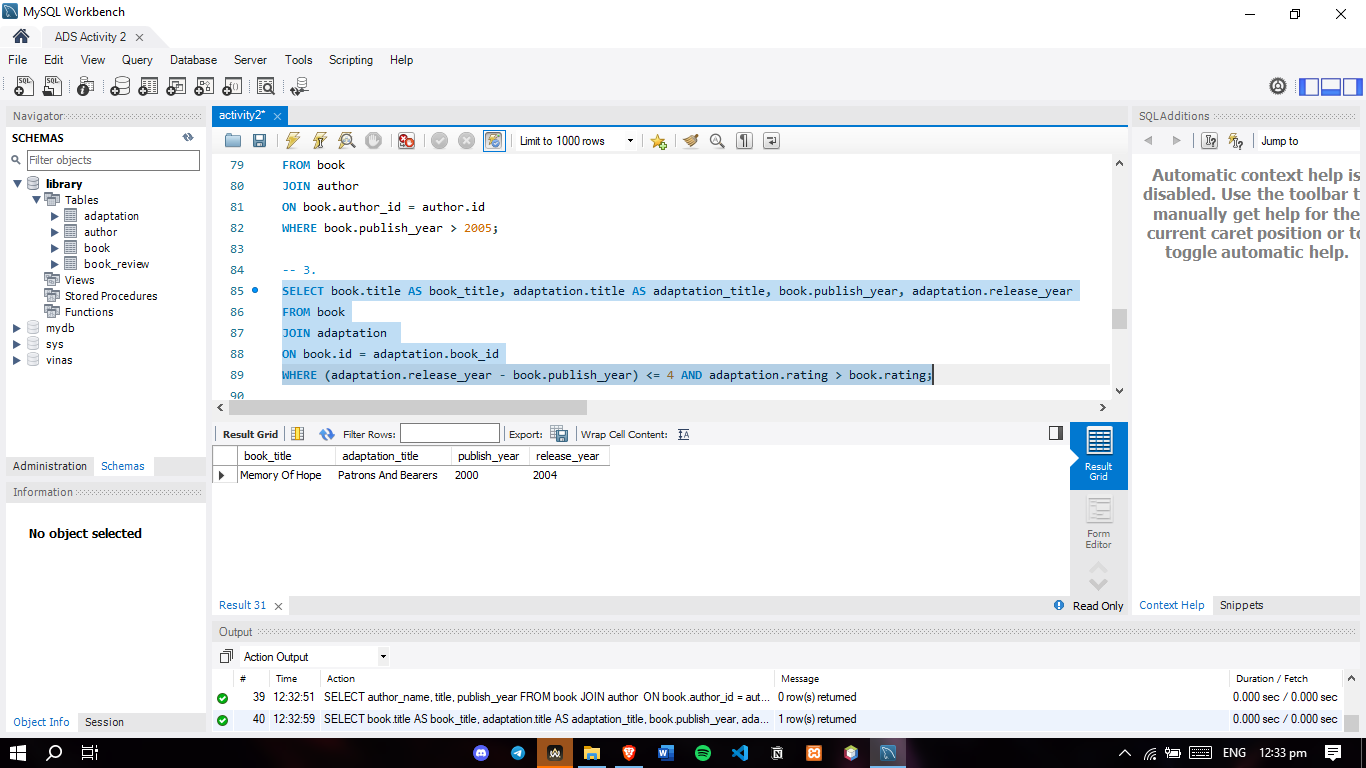 MySQL Workbench
ADS Activity 2
File Edit View Query Database Server Tools Scripting Help
Navigator
SCHEMAS
Filter objects
library
Tables
adaptation
author
book
book_review
Views
Stored Procedures
Functions
mydb
sys
vinas
Administration Schemas
Information
No object selected
Object Info Session
activity2*
Limit to 1000 rows
79 FROM book
80 JOIN author
81 ON book.author_id = author.id
82 WHERE book.publish_year > 2005;
83
84 -- 3.
85 SELECT book.title AS book_title, adaptation.title AS adaptation_title, book.publish_year, adaptation.release_year
86 FROM book
87 JOIN adaptation
88 ON book.id = adaptation.book_id
89 WHERE (adaptation.release_year - book.publish_year) <= 4 AND adaptation.rating > book.rating;
90
Result Grid Filter Rows: Export: Wrap Cell Content:
book_title adaptation_title publish_year release_year
Memory Of Hope Patrons And Bearers 2000 2004
Result
Grid
Form
Editor
Result 31
Read Only
SQLAdditions
Jump to
Automatic context help is
disabled. Use the toolbar t
manually get help for the
current caret position or to
toggle automatic help.
Context Help Snippets
Output
Action Output
# Time Action Message Duration / Fetch
39 12:32:51 SELECT author_name, title, publish_year FROM book JOIN author ON book.author_id = aut... 0 row(s) returned 0.000 sec / 0.000 sec
40 12:32:59 SELECT book.title AS book_title, adaptation.title AS adaptation_title, book.publish_year, ada... 1 row(s) returned 0.000 sec / 0.000 sec
ENG 12:33 pm